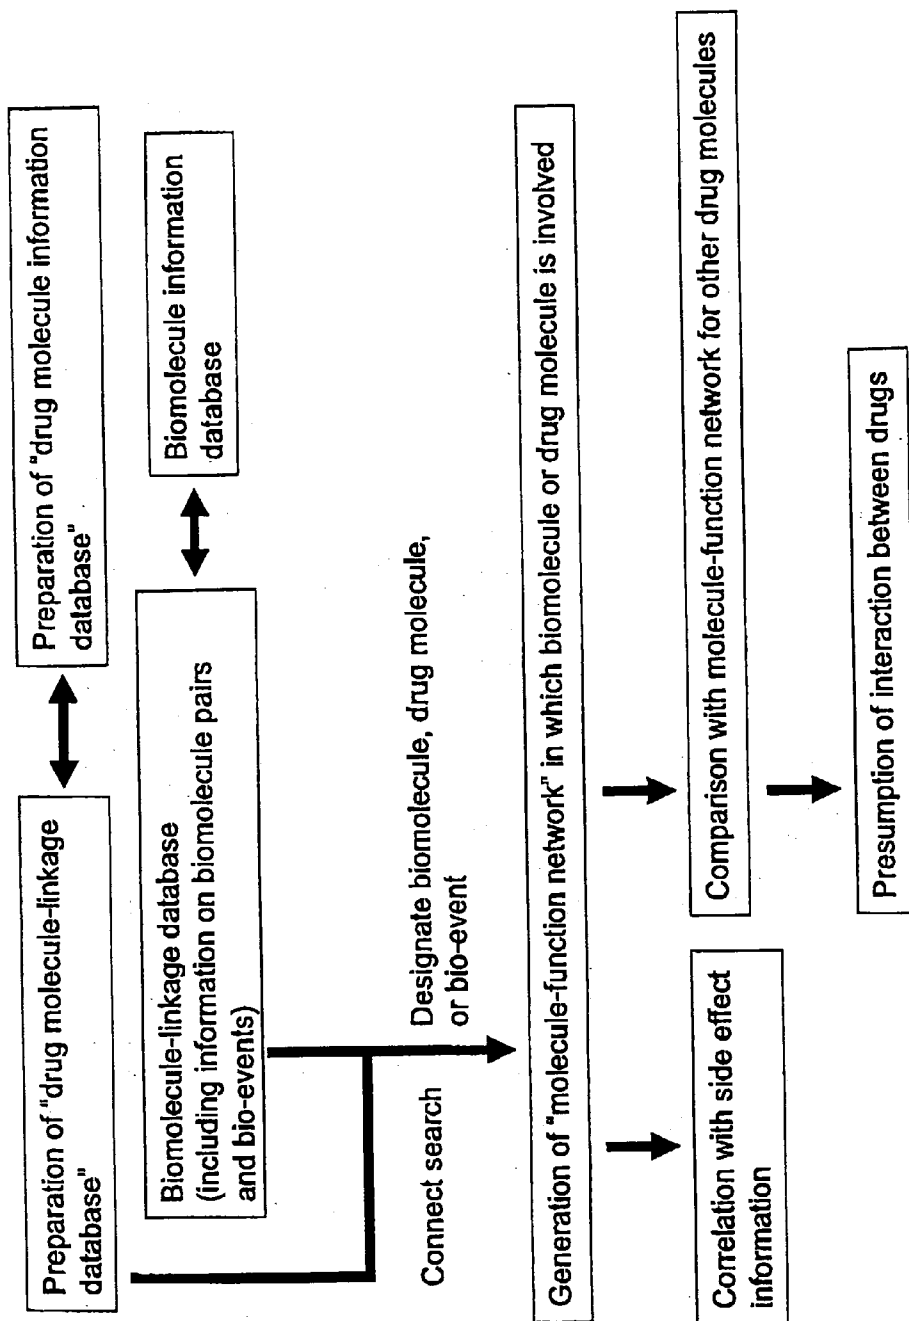 Preparation of "drug molecule-linkage
database"
Preparation of "drug molecule information
database"
Biomolecule-linkage database
(including information on biomolecule pairs
and bio-events)
Biomolecule information
database
Connect search
Designate biomolecule, drug molecule,
or bio-event
Generation of "molecule-function network" in which biomolecule or drug molecule is involved
Correlation with side effect
information
Comparison with molecule-function network for other drug molecules
Presumption of interaction between drugs